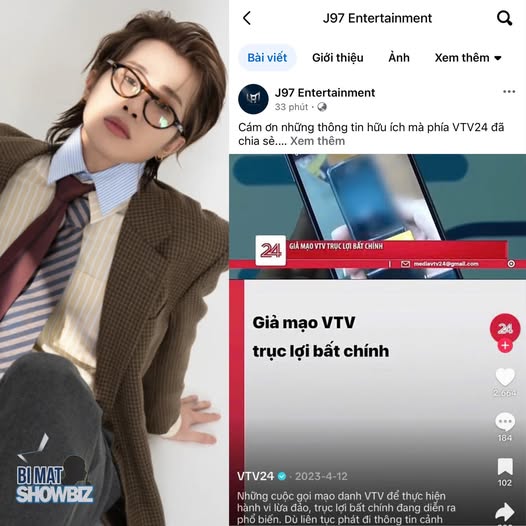 BI MAT
SHOWBIZ
J97 Entertainment
Bài viết
Giới thiệu
Ảnh
Xem thêm
J97 Entertainment
33 phút
Cám ơn những thông tin hữu ích mà phía VTV24 đã
chia sẻ.... Xem thêm
24
GIẢ MẠO VTV TRỤC LỢI BẤT CHÍNH
mediavtv24@gmail.com
Giả mạo VTV
trục lợi bất chính
24
2,664
184
102
VTV24 · 2023-4-12
Những cuộc gọi mạo danh VTV để thực hiện
hành vi lừa đảo, trục lợi bất chính đang diễn ra
phổ biến. Dù liên tục phát đi thông tin cảnh